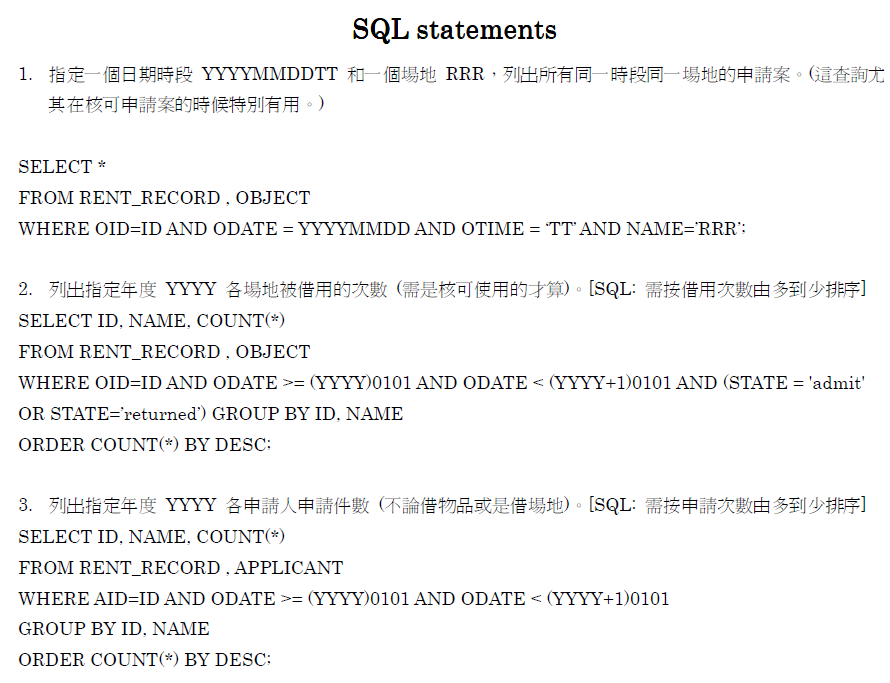 SQL statements
1. 指定一個日期時段 YYYYMMDDTT 和一個場地 RRR，列出所有同一時段同一場地的申請案。(這查詢尤
其在核可申請案的時候特別有用。)
SELECT *
FROM RENT_RECORD , OBJECT
WHERE OID=ID AND ODATE = YYYYMMDD AND OTIME = ‘TT’ AND NAME=’RRR’;
2. 列出指定年度 YYYY 各場地被借用的次數 (需是核可使用的才算)。[SQL: 需按借用次數由多到少排序]
SELECT ID, NAME, COUNT(*)
FROM RENT_RECORD , OBJECT
WHERE OID=ID AND ODATE >= (YYYY)0101 AND ODATE < (YYYY+1)0101 AND (STATE = 'admit'
OR STATE=’returned’) GROUP BY ID, NAME
ORDER COUNT(*) BY DESC;
3. 列出指定年度 YYYY 各申請人申請件數 (不論借物品或是借場地)。[SQL: 需按申請次數由多到少排序]
SELECT ID, NAME, COUNT(*)
FROM RENT_RECORD , APPLICANT
WHERE AID=ID AND ODATE >= (YYYY)0101 AND ODATE < (YYYY+1)0101
GROUP BY ID, NAME
ORDER COUNT(*) BY DESC;